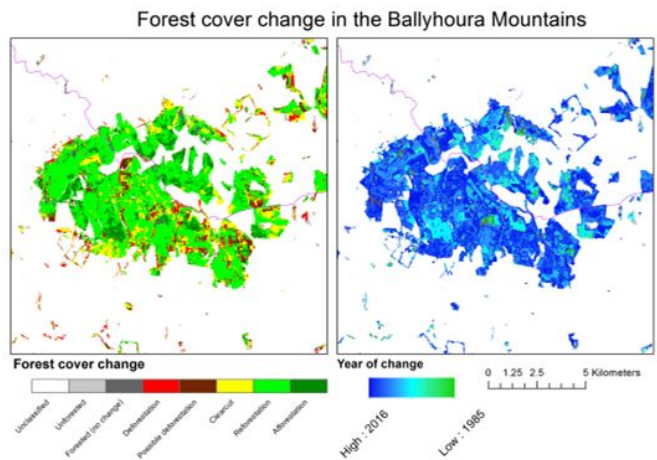 Forest cover change in the Ballyhoura Mountains
Forest cover change
Unclassified
Unforested
Forested (no change)
Deforestation
Possible deforestation
Clearcut
Reforestation
Afforestation
Year of change
High : 2016
Low : 1985
0 1.25 2.5 5 Kilometers